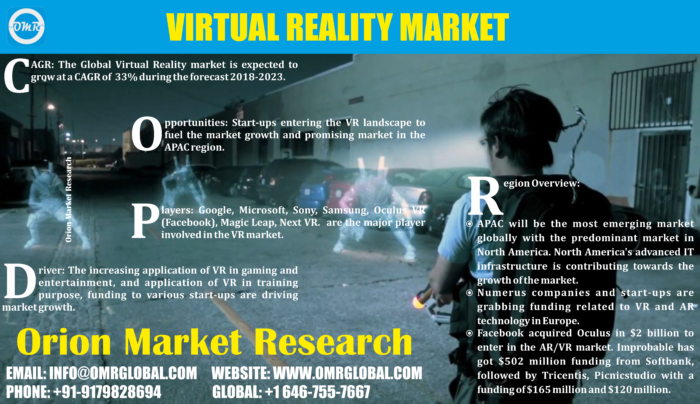 OMR
VIRTUAL REALITY MARKET
CAGR: The Global Virtual Reality market is expected to
grow at a CAGR of 33% during the forecast 2018-2023.
Opportunities: Start-ups entering the VR landscape to
fuel the market growth and promising market in the
APAC region.
Orion Market Research
Players: Google, Microsoft, Sony, Samsung, Oculus VR
(Facebook), Magic Leap, Next VR. are the major player
involved in the VR market.
Driver: The increasing application of VR in gaming and
entertainment, and application of VR in training
purpose, funding to various start-ups are driving
market growth.
Region Overview:
APAC will be the most emerging market
globally with the predominant market in
North America. North America's advanced IT
infrastructure is contributing towards the
growth of the market.
Numerus companies and start-ups are
grabbing funding related to VR and AR
technology in Europe.
Facebook acquired Oculus in $2 billion to
enter in the AR/VR market. Improbable has
got $502 million funding from Softbank,
followed by Tricentis, Picnicstudio with a
funding of $165 million and $120 million.
Orion Market Research
EMAIL: INFO@OMRGLOBAL.COM WEBSITE: WWW.OMRGLOBAL.COM
PHONE: +91-9179828694 GLOBAL: +1 646-755-7667